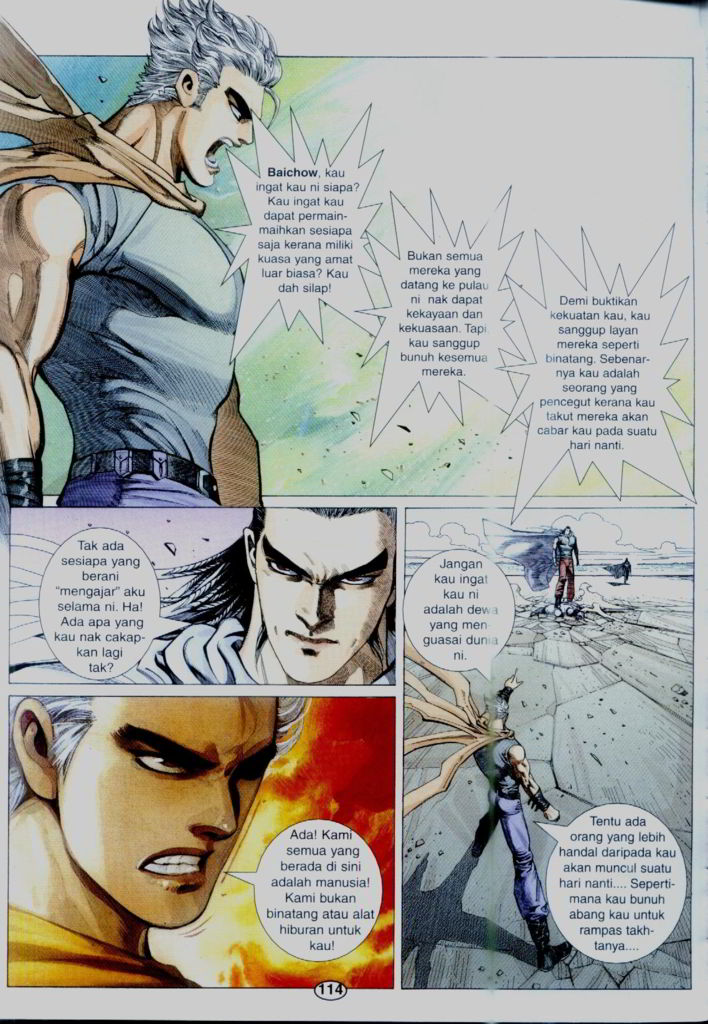 Baichow, kau
ingat kau ni siapa?
Kau ingat kau
dapat permain-
maihkan sesiapa
saja kerana miliki
kuasa yang amat
luar biasa? Kau
dah silap!
Bukan semua
mereka yang
datang ke pulau
ni nak dapat
kekayaan dan
kekuasaan. Tapi
kau sanggup
bunuh kesemua
mereka.
Demi buktikan
kekuatan kau, kau
sanggup layan
mereka seperti
binatang. Sebenar-
nya kau adalah
seorang yang
pencegut kerana kau
takut mereka akan
cabar kau pada suatu
hari nanti.
Tak ada
sesiapa yang
berani
"mengajar" aku
selama ni. Ha!
Ada apa yang
kau nak cakap-
kan lagi
tak?
Jangan
kau ingat
kau ni
adalah dewa
yang men-
guasai dunia
ni.
Ada! Kami
semua yang
berada di sini
adalah manusia!
Kami bukan
binatang atau alat
hiburan untuk
kau!
Tentu ada
orang yang lebih
handal daripada kau
akan muncul suatu
hari nanti.... Seperti-
mana kau bunuh
abang kau untuk
rampas takh-
tanya....
114